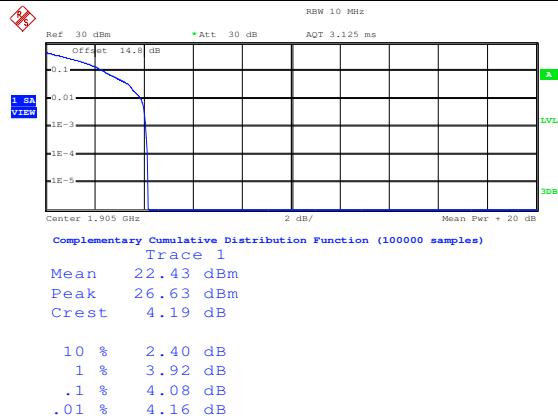 RBW 10 MHz
Ref 30 dBm *Att 30 dB AQT 3.125 ms
Offset 14.8 dB
0.1
A
0.01
1 SA
VIEW
1E-3
LVL
1E-4
1E-5
3DB
Center 1.905 GHz 2 dB/ Mean Pwr + 20 dB
Complementary Cumulative Distribution Function (100000 samples)
Trace 1
Mean 22.43 dBm
Peak 26.63 dBm
Crest 4.19 dB
10 % 2.40 dB
1 % 3.92 dB
.1 % 4.08 dB
.01 % 4.16 dB